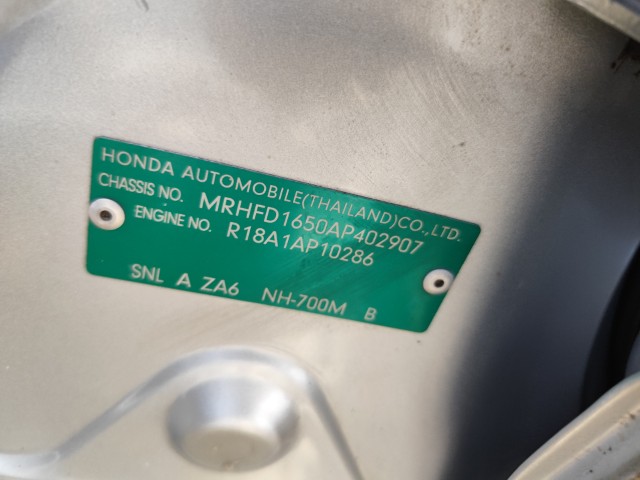 HONDA AUTOMOBILE(THAILAND)CO.,LTD.
CHASSIS NO. MRHFD1650AP402907
ENGINE NO. R18A1AP10286
SNL A ZA6 NH-700M B